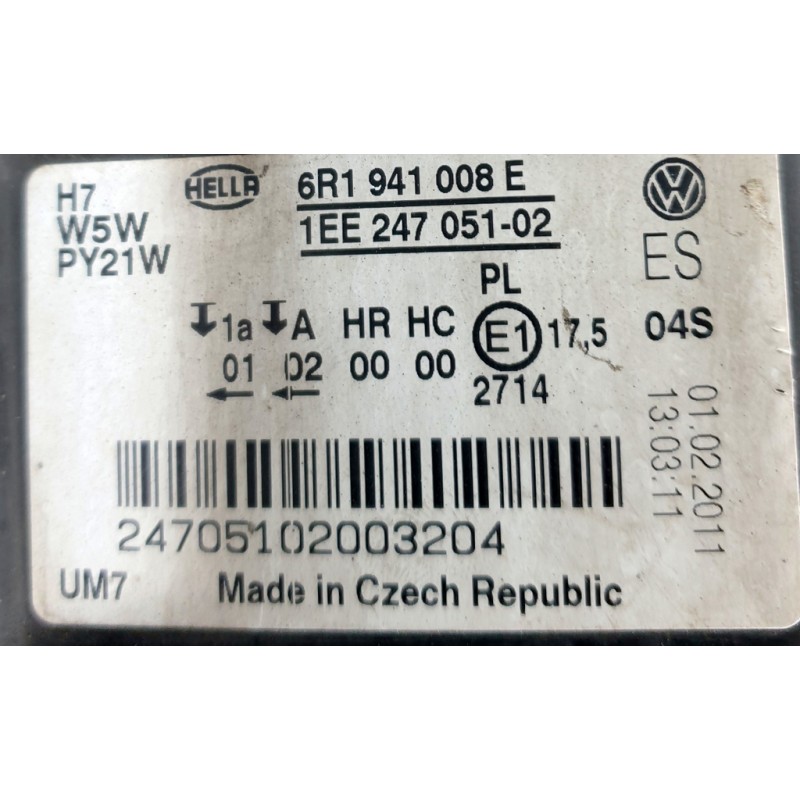 H7
W5W
PY21W
HELLA
6R1 941 008 E
1EE 247 051-02
VW
ES
PL
1a A HR HC E1 17,5 04S
01 02 00 00 2714
01.02.2011
13:03.11
24705102003204
UM7 Made in Czech Republic